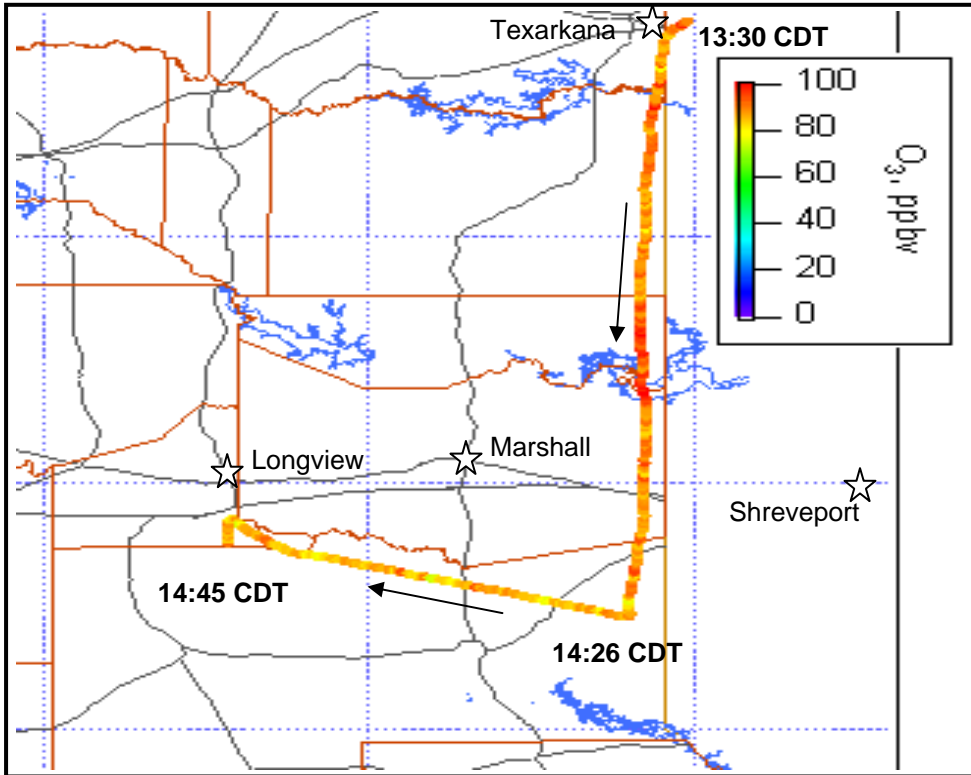 Texarkana
13:30 CDT
100
80
60
40
20
0
O3, ppbv
Longview
Marshall
Shreveport
14:45 CDT
14:26 CDT